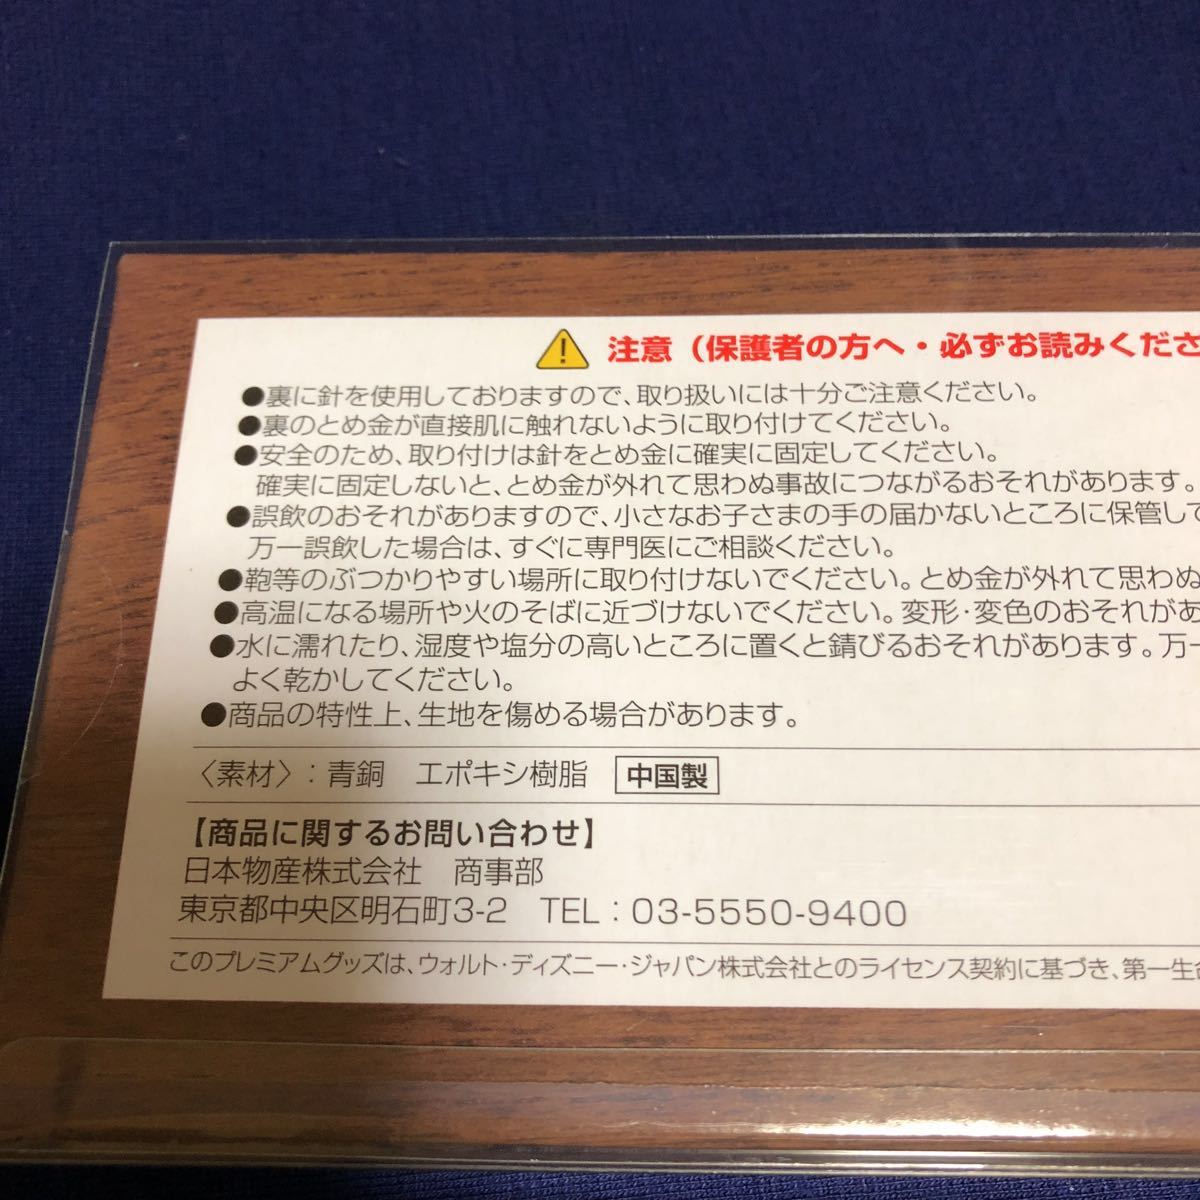 注意（保護者の方へ・必ずお読みくださ
●裏に針を使用しておりますので、取り扱いには十分ご注意ください。
●裏のとめ金が直接肌に触れないように取り付けてください。
●安全のため、取り付けは針をとめ金に確実に固定してください。
確実に固定しないと、とめ金が外れて思わぬ事故につながるおそれがあります。
●誤飲のおそれがありますので、小さなお子さまの手の届かないところに保管して
万一誤飲した場合は、すぐに専門医にご相談ください。
●鞄等のぶつかりやすい場所に取り付けないでください。とめ金が外れて思わぬ
●高温になる場所や火のそばに近づけないでください。変形・変色のおそれがあ
●水に濡れたり、湿度や塩分の高いところに置くと錆びるおそれがあります。万一
よく乾かしてください。
●商品の特性上、生地を傷める場合があります。
〈素材〉：青銅　エポキシ樹脂　中国製
【商品に関するお問い合わせ】
日本物産株式会社　商事部
東京都中央区明石町3-2　TEL：03-5550-9400
このプレミアムグッズは、ウォルト・ディズニー・ジャパン株式会社とのライセンス契約に基づき、第一生命